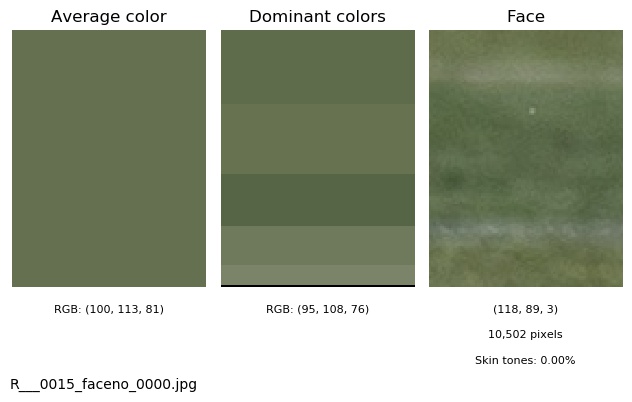 Average color
Dominant colors
Face
RGB: (100, 113, 81)
RGB: (95, 108, 76)
(118, 89, 3)
10,502 pixels
Skin tones: 0.00%
R___0015_faceno_0000.jpg